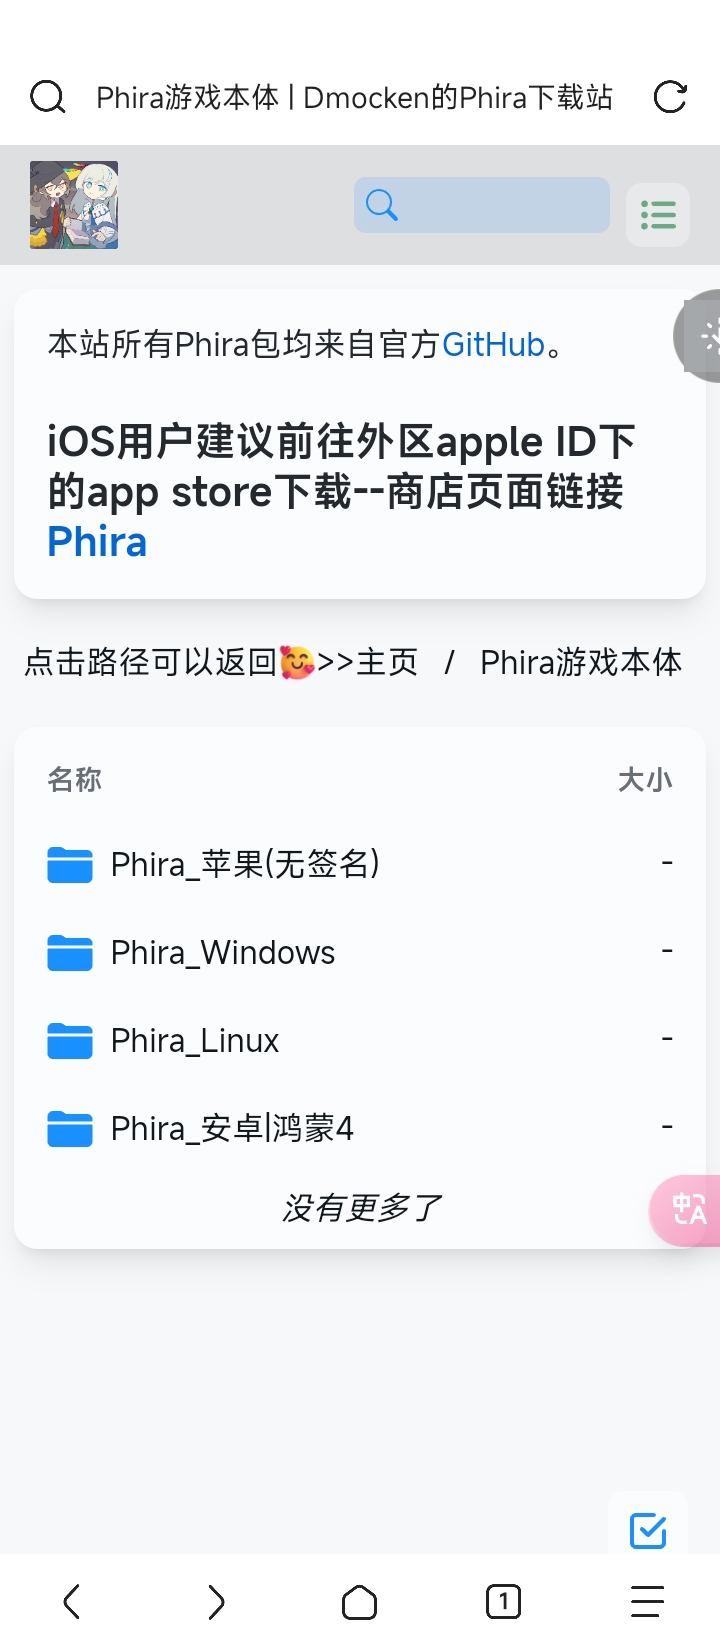 Phira游戏本体 | Dmocken的Phira下载站
本站所有Phira包均来自官方GitHub。
iOS用户建议前往外区apple ID下
的app store下载--商店页面链接
Phira
点击路径可以返回🥰>>主页 / Phira游戏本体
名称 大小
Phira_苹果(无签名) -
Phira_Windows -
Phira_Linux -
Phira_安卓|鸿蒙4 -
没有更多了
中A
1